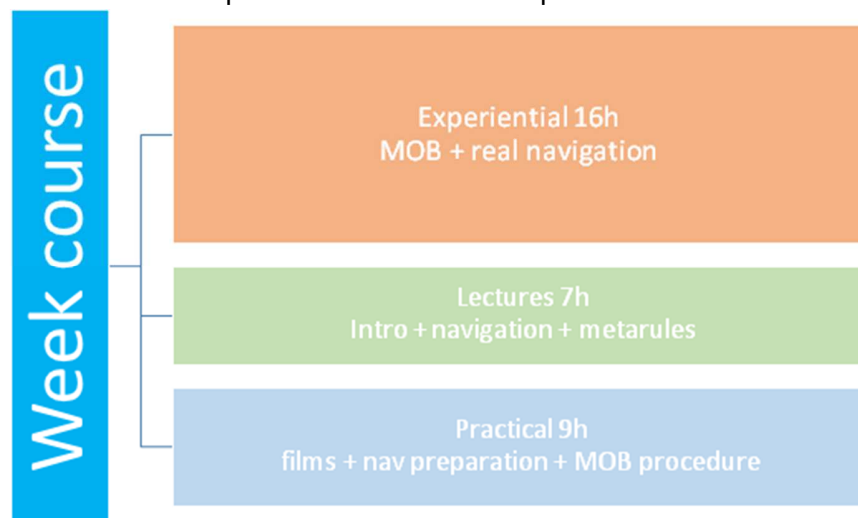 Week course
Experiential 16h
MOB + real navigation
Lectures 7h
Intro + navigation + metarules
Practical 9h
films + nav preparation + MOB procedure